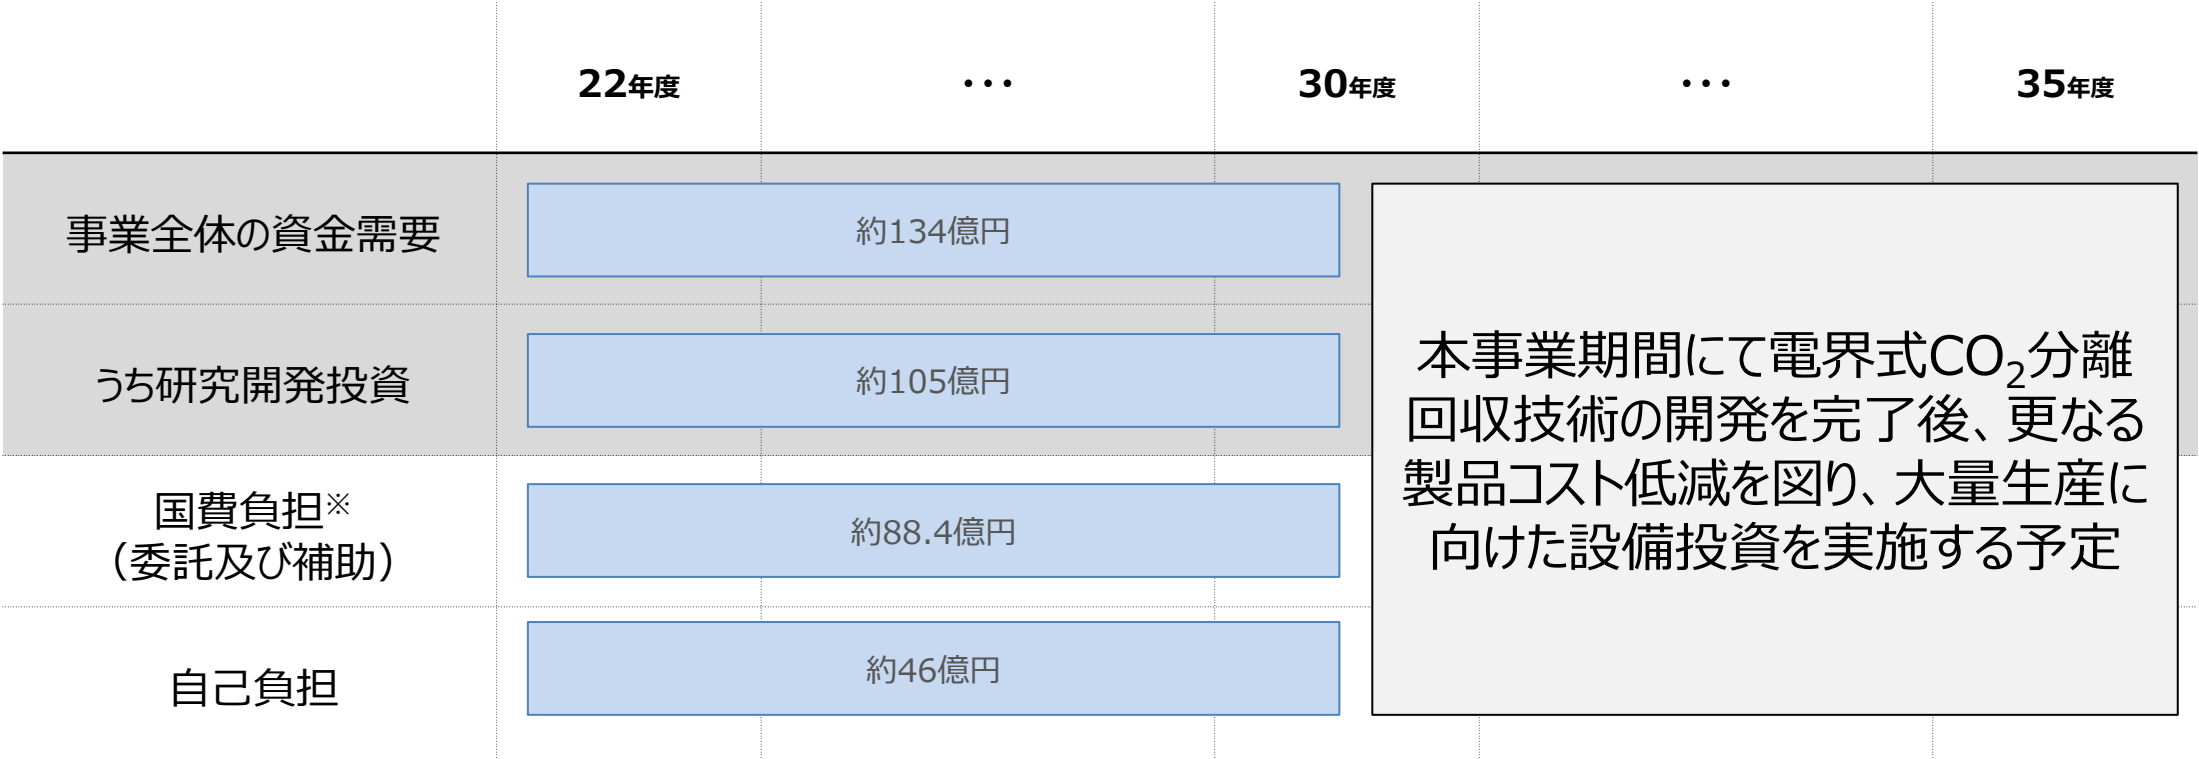 22年度
･･･
30年度
･･･
35年度
事業全体の資金需要
約134億円
うち研究開発投資
約105億円
国費負担※
（委託及び補助）
約88.4億円
自己負担
約46億円
本事業期間にて電界式CO₂分離
回収技術の開発を完了後、更なる
製品コスト低減を図り、大量生産に
向けた設備投資を実施する予定